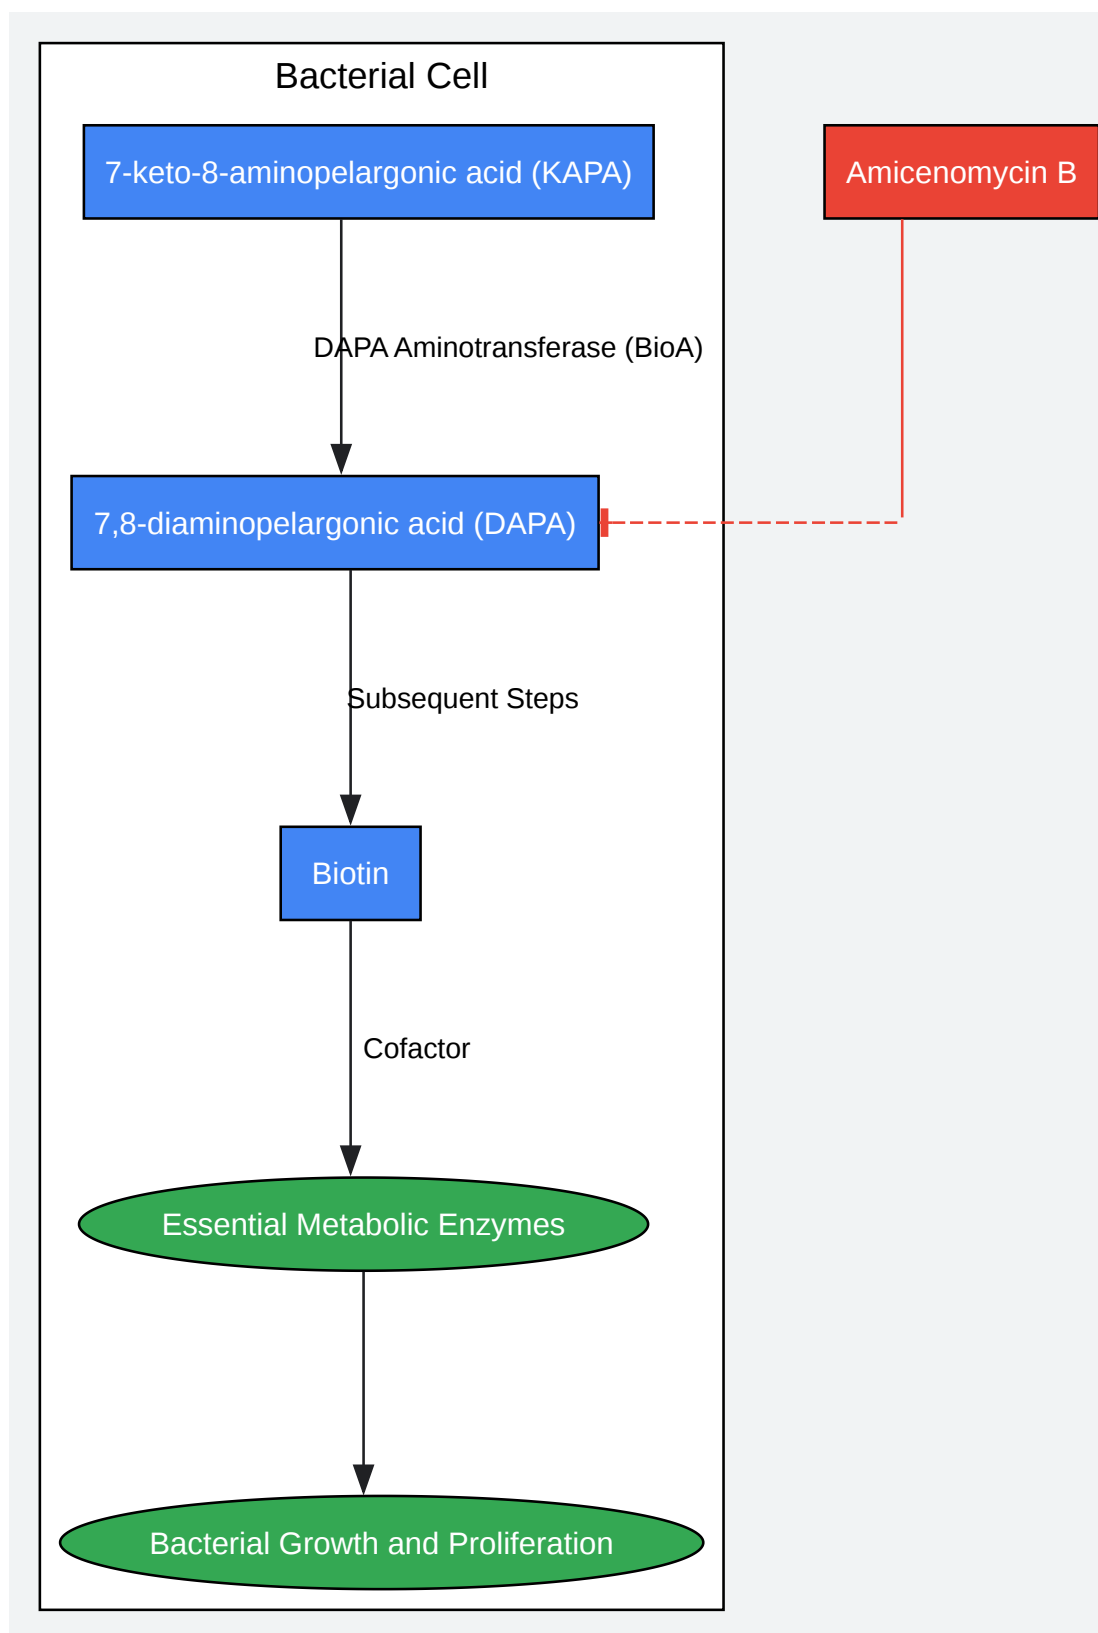 Bacterial Cell
7-keto-8-aminopelargonic acid (KAPA)
Amicenomycin B
DAPA Aminotransferase (BioA)
7,8-diaminopelargonic acid (DAPA)
Subsequent Steps
Biotin
Cofactor
Essential Metabolic Enzymes
Bacterial Growth and Proliferation